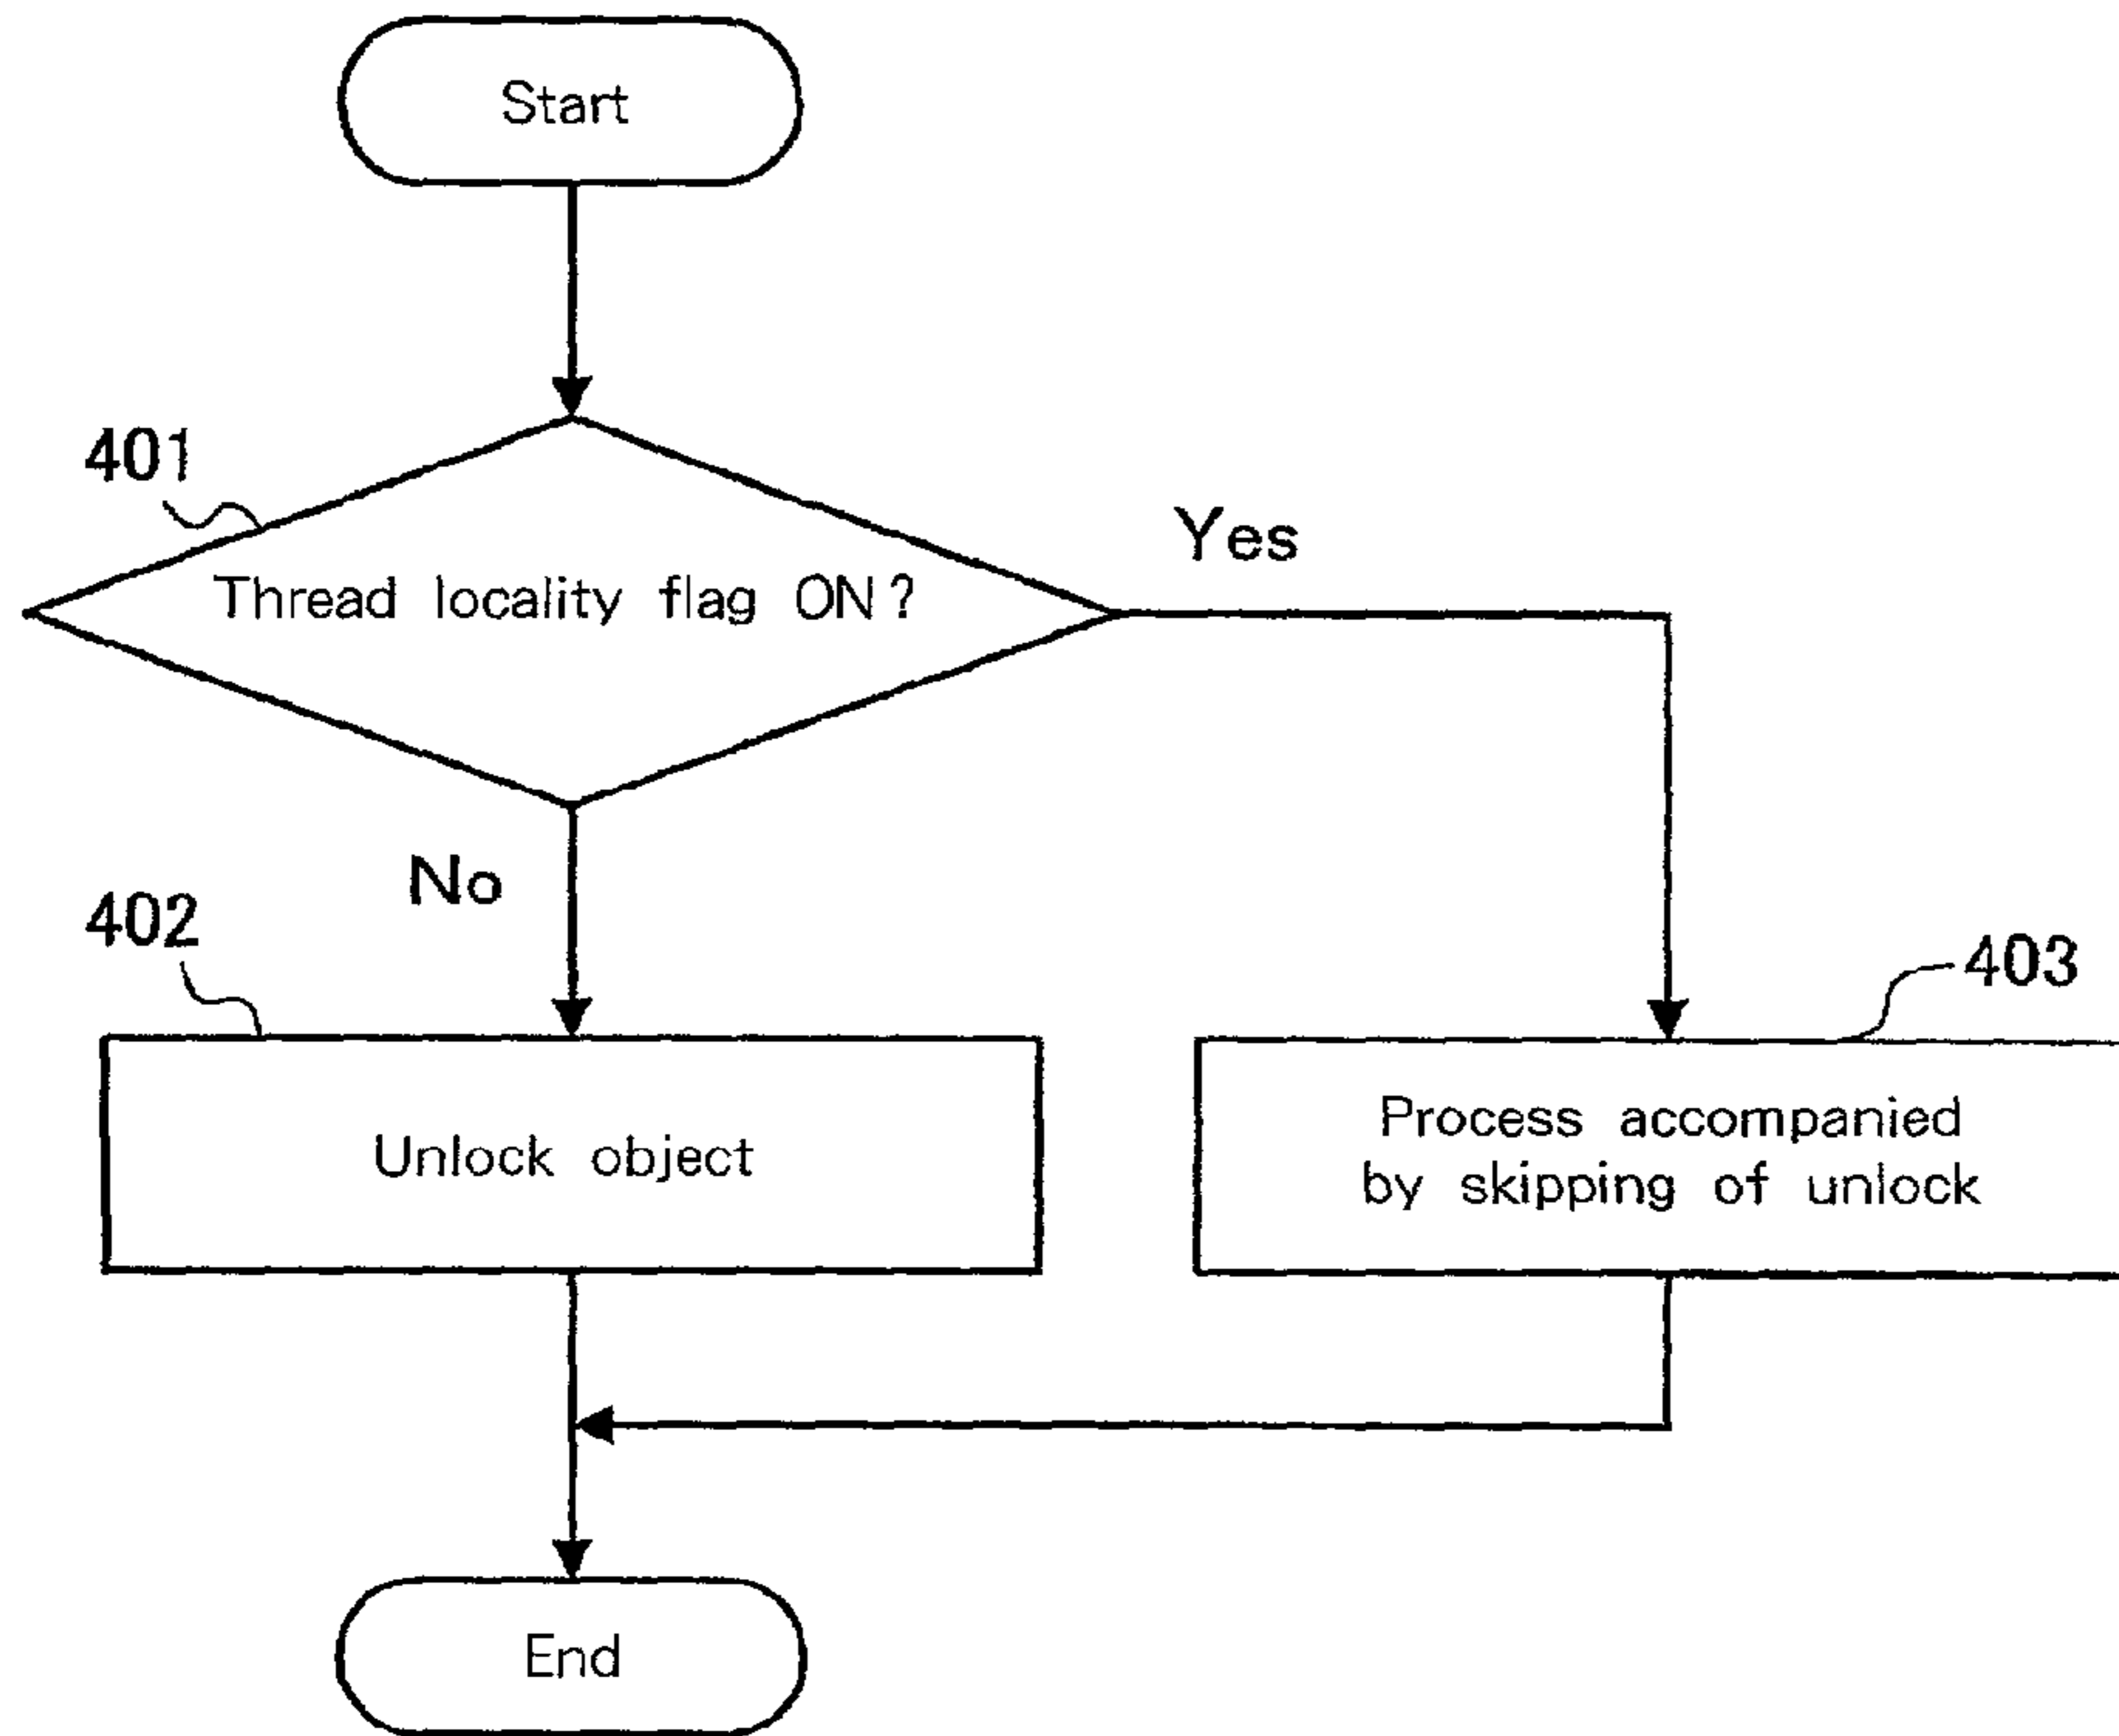 Start
401
Thread locality flag ON?
Yes
No
402
403
Unlock object
Process accompanied
by skipping of unlock
End